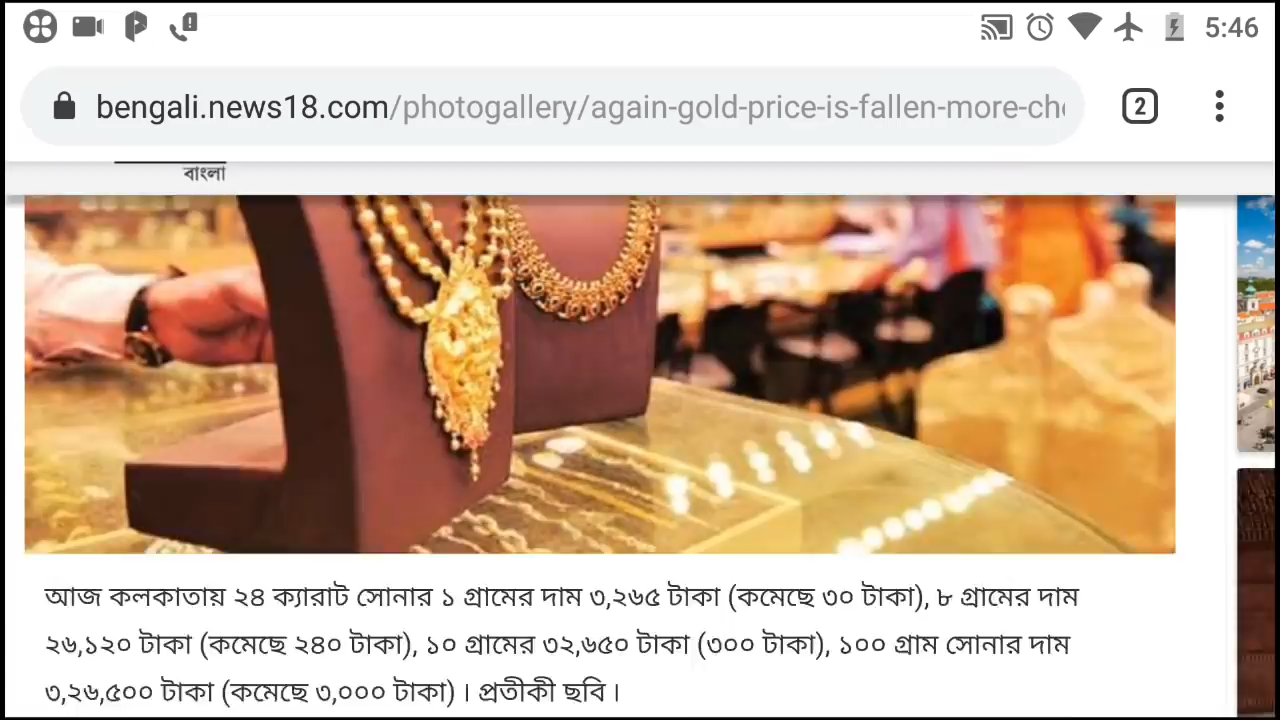 5:46
bengali.news18.com/photogallery/again-gold-price-is-fallen-more-ch
2
বাংলা
আজ কলকাতায় ২৪ ক্যারাট সোনার ১ গ্রামের দাম ৩,২৬৫ টাকা (কমেছে ৩০ টাকা), ৮ গ্রামের দাম
২৬,১২০ টাকা (কমেছে ২৪০ টাকা), ১০ গ্রামের ৩২,৬৫০ টাকা (৩০০ টাকা), ১০০ গ্রাম সোনার দাম
৩,২৬,৫০০ টাকা (কমেছে ৩,০০০ টাকা) । প্রতীকী ছবি ।